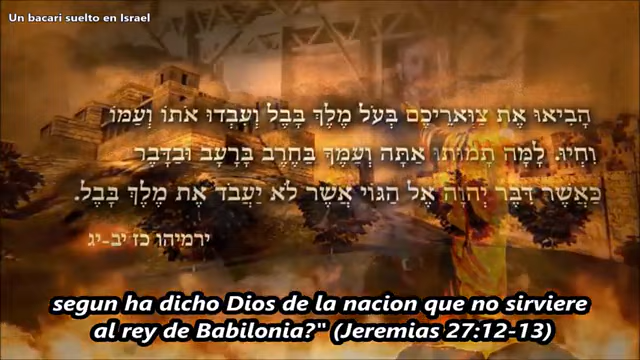 Un bacari suelto en Israel
הָבִיאוּ אֶת צַוְּארֵיכֶם בְּעֹל מֶלֶךְ בָּבֶל וְעִבְדוּ אֹתוֹ וְעַמּוֹ
וִחְיוּ. לָמָּה תָמוּתוּ אַתָּה וְעַמֶּךָ בַּחֶרֶב בָּרָעָב וּבַדָּבֶר
כַּאֲשֶׁר דִּבֶּר יְהוָה אֶל הַגּוֹי אֲשֶׁר לֹא יַעֲבֹד אֶת מֶלֶךְ בָּבֶל.
ירמיהו כז יב-יג
segun ha dicho Dios de la nacion que no sirviere
al rey de Babilonia?" (Jeremias 27:12-13)